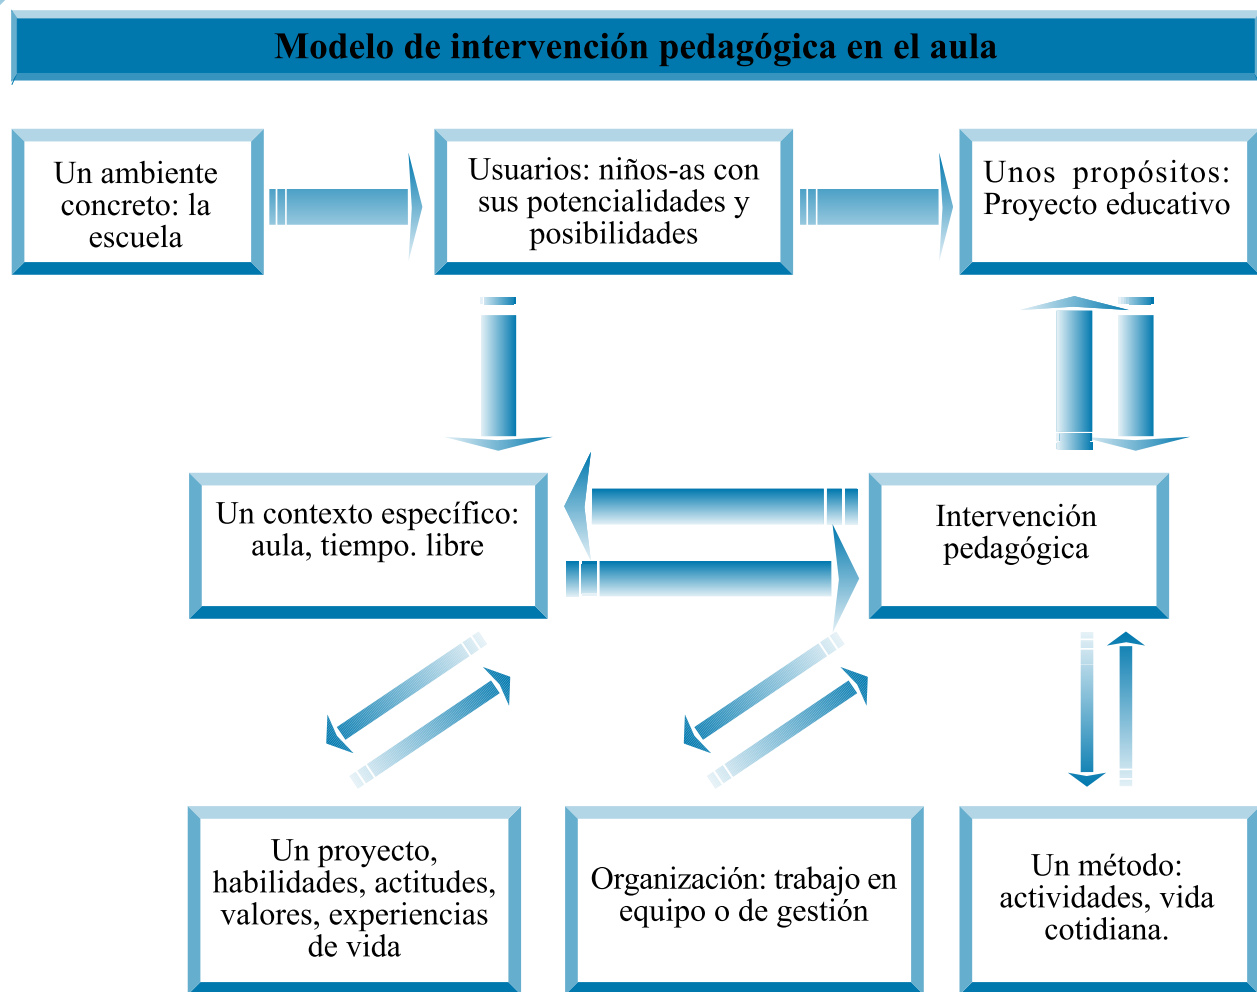 Modelo de intervención pedagógica en el aula
Un ambiente
concreto: la
escuela
Usuarios: niños-as con
sus potencialidades y
posibilidades
Unos propósitos:
Proyecto educativo
Un contexto específico:
aula, tiempo. libre
Intervención
pedagógica
Un proyecto,
habilidades, actitudes,
valores, experiencias
de vida
Organización: trabajo en
equipo o de gestión
Un método:
actividades, vida
cotidiana.